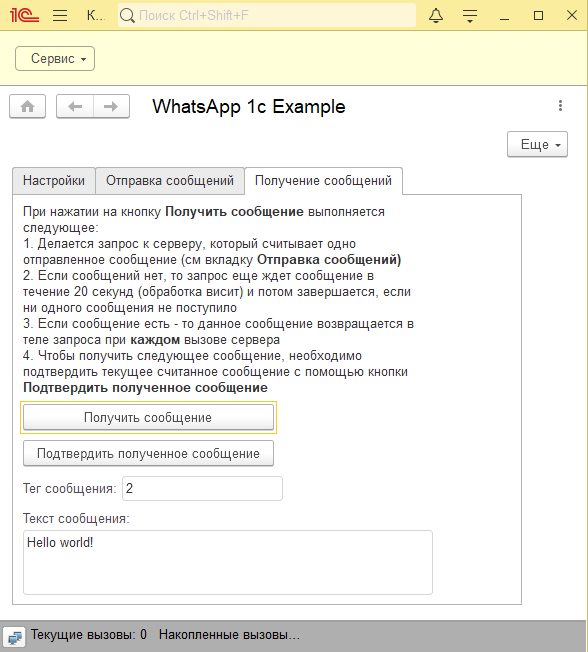 1С К... Поиск Ctrl+Shift+F
Сервис
WhatsApp 1c Example
Еще
Настройки Отправка сообщений Получение сообщений
При нажатии на кнопку Получить сообщение выполняется
следующее:
1. Делается запрос к серверу, который считывает одно
отправленное сообщение (см вкладку Отправка сообщений)
2. Если сообщений нет, то запрос еще ждет сообщение в
течение 20 секунд (обработка висит) и потом завершается, если
ни одного сообщения не поступило
3. Если сообщение есть - то данное сообщение возвращается в
теле запроса при каждом вызове сервера
4. Чтобы получить следующее сообщение, необходимо
подтвердить текущее считанное сообщение с помощью кнопки
Подтвердить полученное сообщение
Получить сообщение
Подтвердить полученное сообщение
Тег сообщения: 2
Текст сообщения:
Hello world!
Текущие вызовы: 0 Накопленные вызовы...